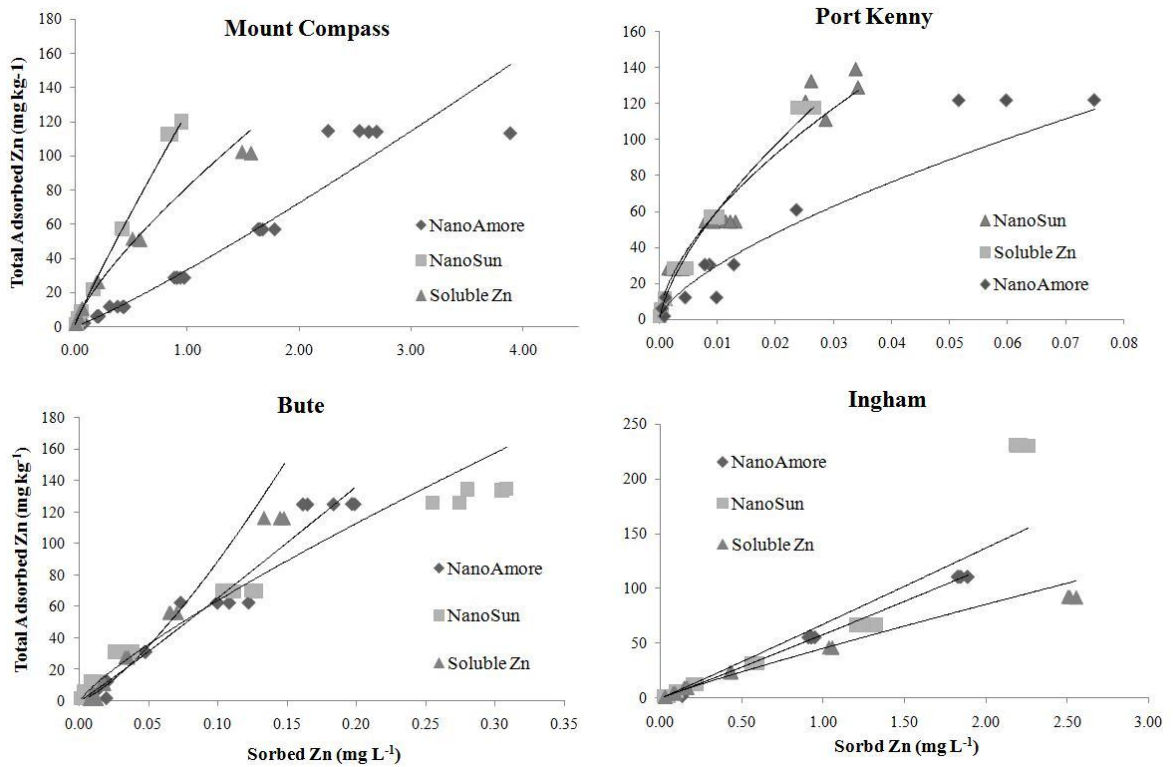 Mount Compass
Total Adsorbed Zn (mg kg-1)
180
160
140
120
100
80
60
40
20
0
0.00 1.00 2.00 3.00 4.00
NanoAmore
NanoSun
Soluble Zn
Port Kenny
160
140
120
100
80
60
40
20
0
0.00 0.01 0.02 0.03 0.04 0.05 0.06 0.07 0.08
NanoSun
Soluble Zn
NanoAmore
Bute
Total Adsorbed Zn (mg kg⁻¹)
180
160
140
120
100
80
60
40
20
0
0.00 0.05 0.10 0.15 0.20 0.25 0.30 0.35
NanoAmore
NanoSun
Soluble Zn
Sorbed Zn (mg L⁻¹)
Ingham
250
200
150
100
50
0
0.00 0.50 1.00 1.50 2.00 2.50 3.00
NanoAmore
NanoSun
Soluble Zn
Sorbd Zn (mg L⁻¹)